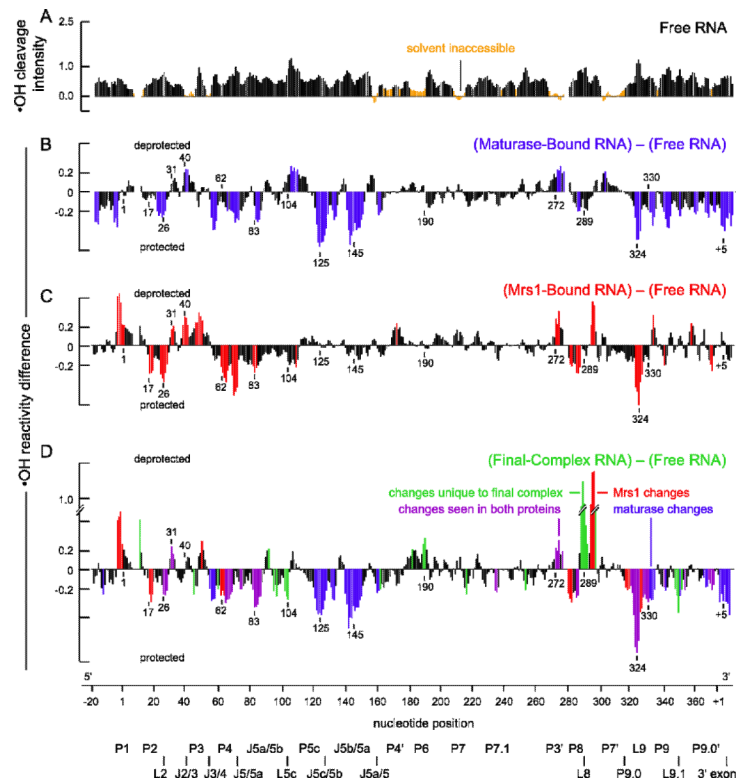 A
Free RNA
2.5
1.0
0.0
•OH cleavage
intensity
solvent inaccessible
B
(Maturase-Bound RNA) – (Free RNA)
deprotected
0.2
0
-0.2
31
40
62
330
1
17
26
83
104
125
145
190
272
289
324
+5
protected
C
(Mrs1-Bound RNA) – (Free RNA)
deprotected
0.2
0
-0.2
31
40
1
17
26
62
83
104
125
145
190
272
289
330
324
+5
protected
•OH reactivity difference
D
(Final-Complex RNA) – (Free RNA)
deprotected
changes unique to final complex
Mrs1 changes
changes seen in both proteins
maturase changes
1.0
0.2
0
-0.2
31
40
1
17
26
62
83
104
125
145
190
272
289
330
324
+5
protected
5' 3'
-20 1 20 40 60 80 100 120 140 160 180 200 220 240 260 280 300 320 340 360 +1
nucleotide position
P1 P2 P3 P4 J5a/5b P5c J5b/5a P4' P6 P7 P7.1 P3' P8 P7' L9 P9 P9.0'
L2 J2/3 J3/4 J5/5a L5c J5c/5b J5a/5 L8 P9.0 L9.1 3' exon